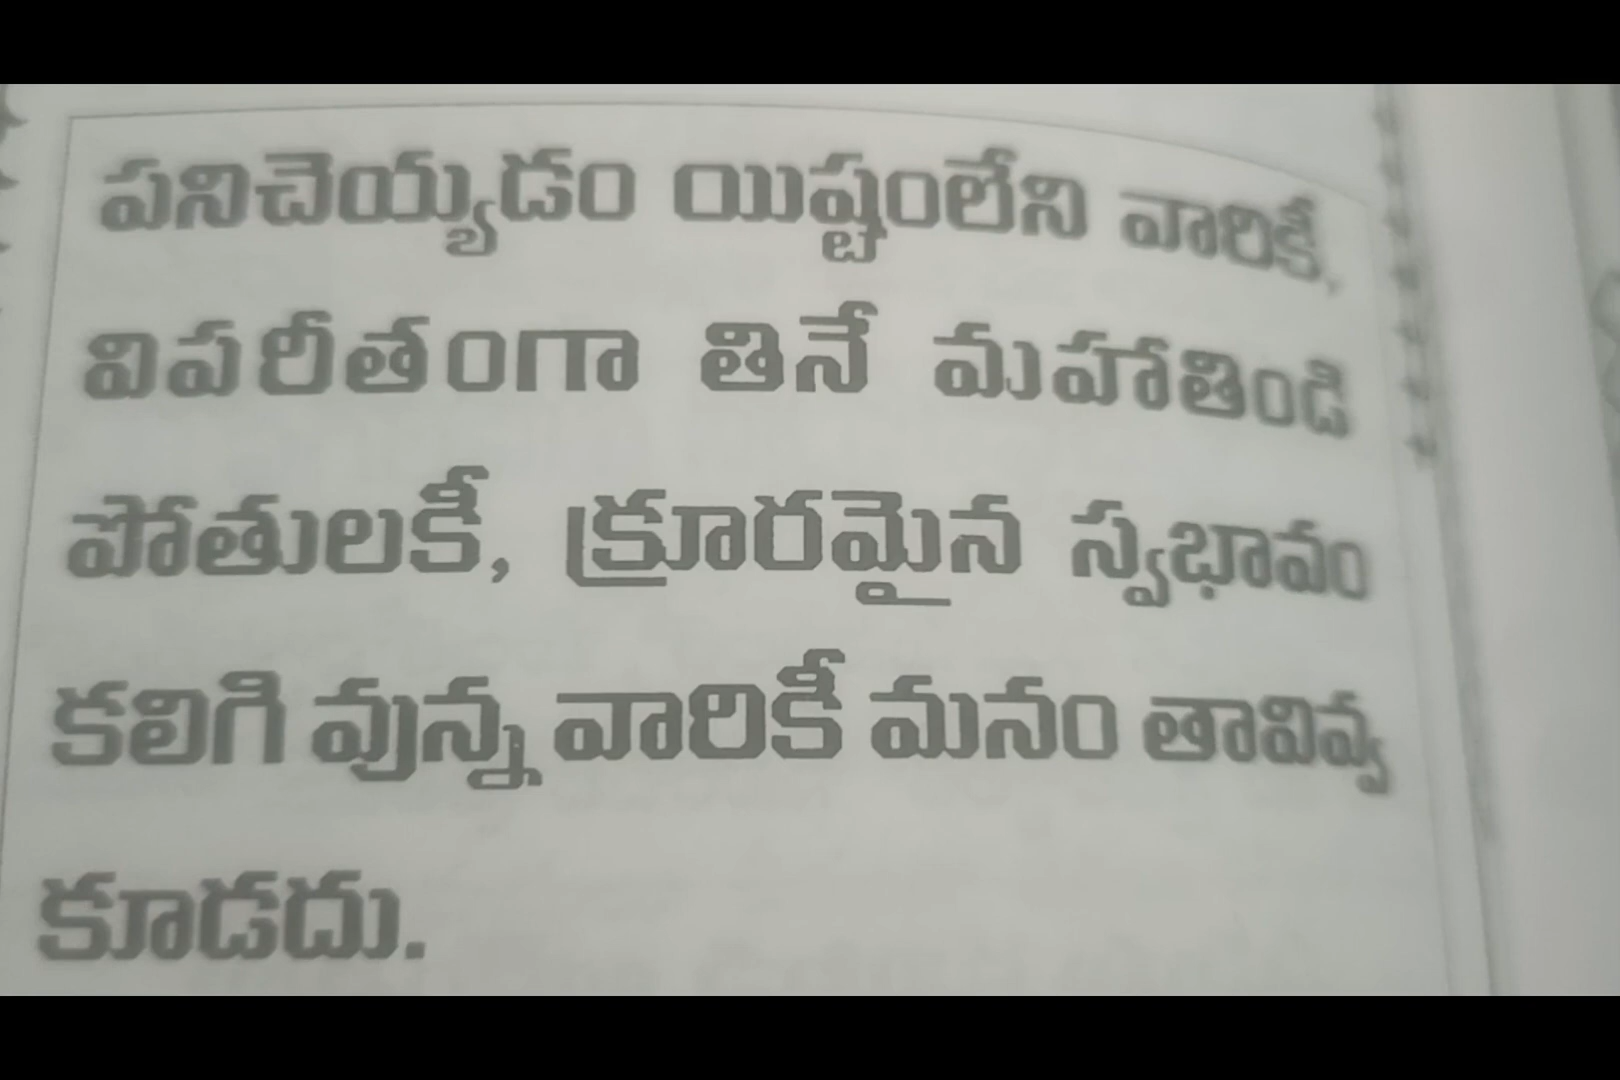 పనిచెయ్యడం యిష్టంలేని వారికీ,
విపరీతంగా తినే మహాతిండి
పోతులకీ, క్రూరమైన స్వభావం
కలిగి వున్న వారికీ మనం తావివ్వ
కూడదు.